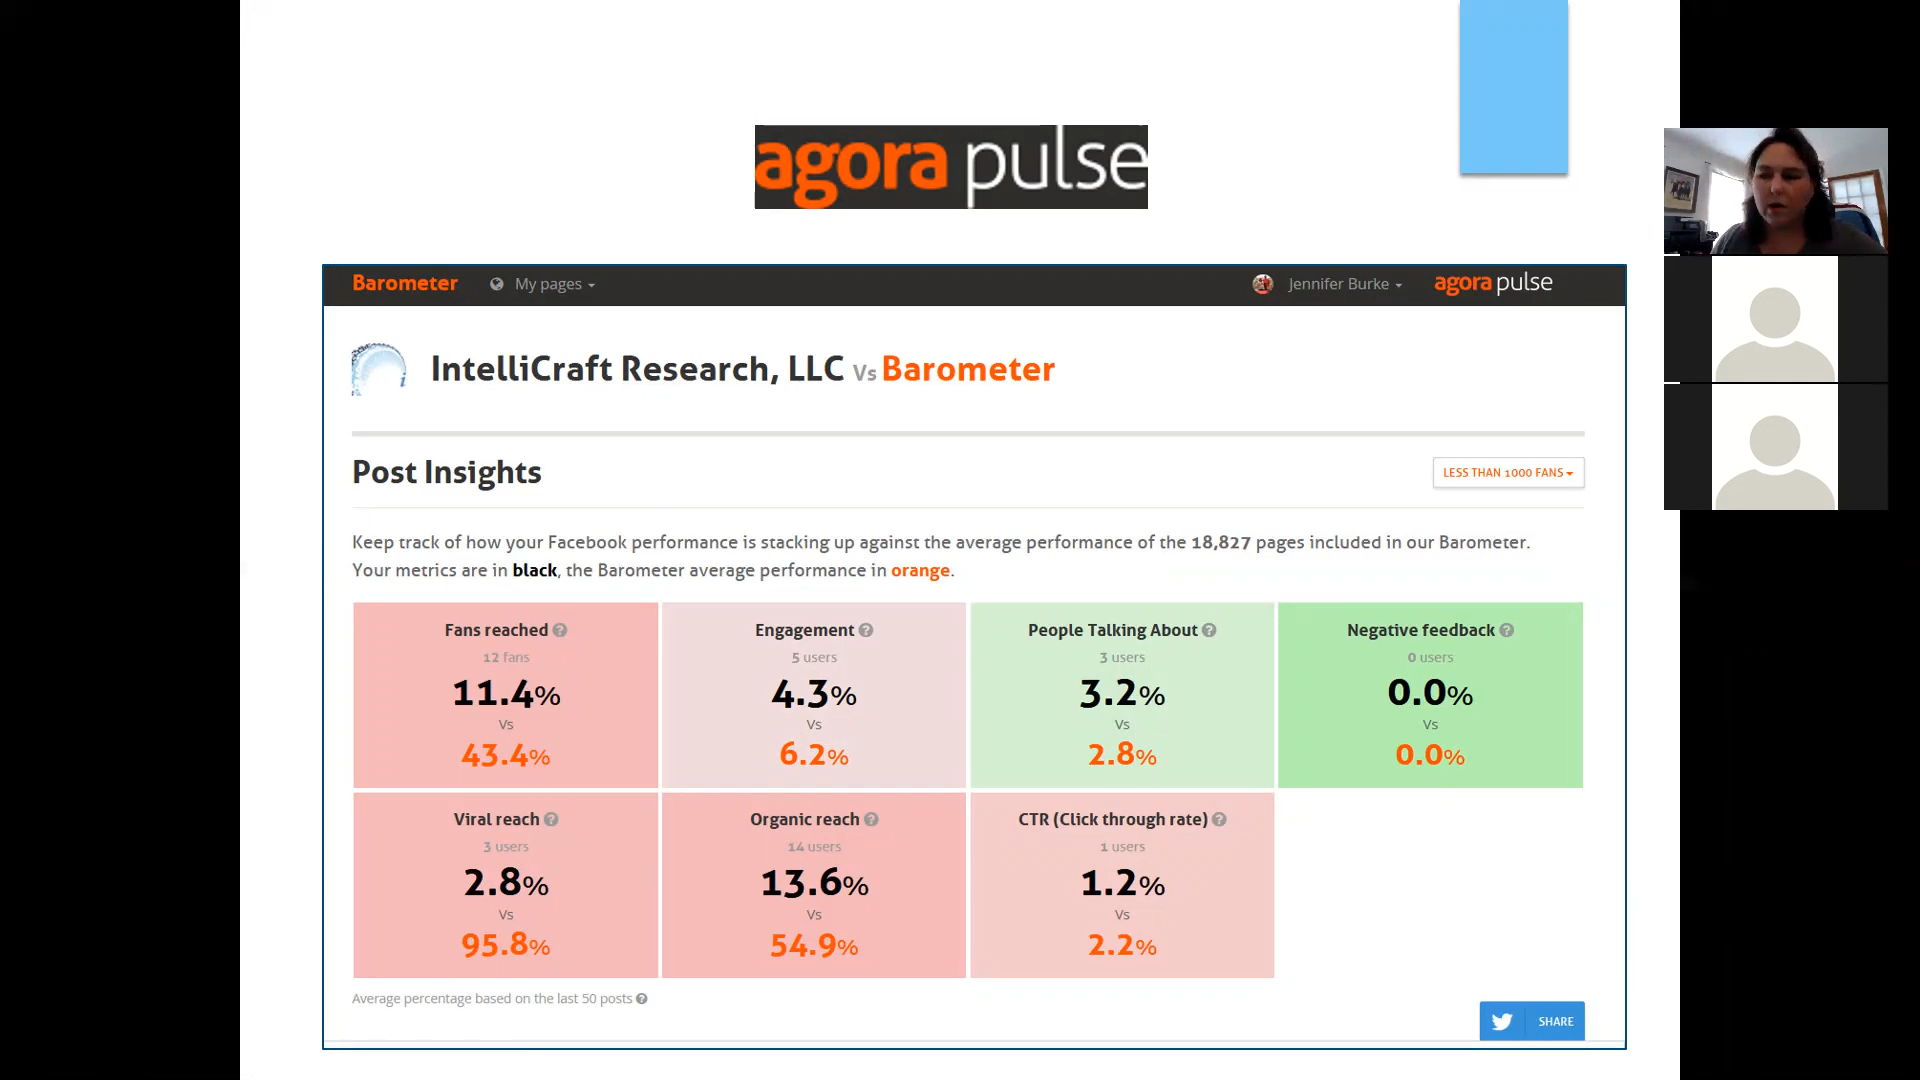 agora pulse
Barometer My pages Jennifer Burke agora pulse
IntelliCraft Research, LLC Vs Barometer
Post Insights
LESS THAN 1000 FANS
Keep track of how your Facebook performance is stacking up against the average performance of the 18,827 pages included in our Barometer.
Your metrics are in black, the Barometer average performance in orange.
Fans reached ?
12 fans
11.4%
Vs
43.4%
Engagement ?
5 users
4.3%
Vs
6.2%
People Talking About ?
3 users
3.2%
Vs
2.8%
Negative feedback ?
0 users
0.0%
Vs
0.0%
Viral reach ?
3 users
2.8%
Vs
95.8%
Organic reach ?
14 users
13.6%
Vs
54.9%
CTR (Click through rate) ?
1 users
1.2%
Vs
2.2%
Average percentage based on the last 50 posts ?
SHARE